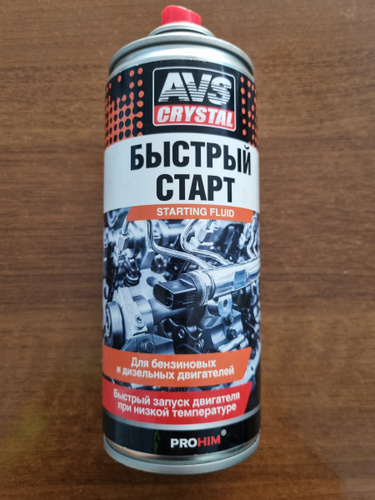 AVS
CRYSTAL
БЫСТРЫЙ
СТАРТ
STARTING FLUID
Для бензиновых
и дизельных двигателей
Быстрый запуск двигателя
при низкой температуре
PROHIM®